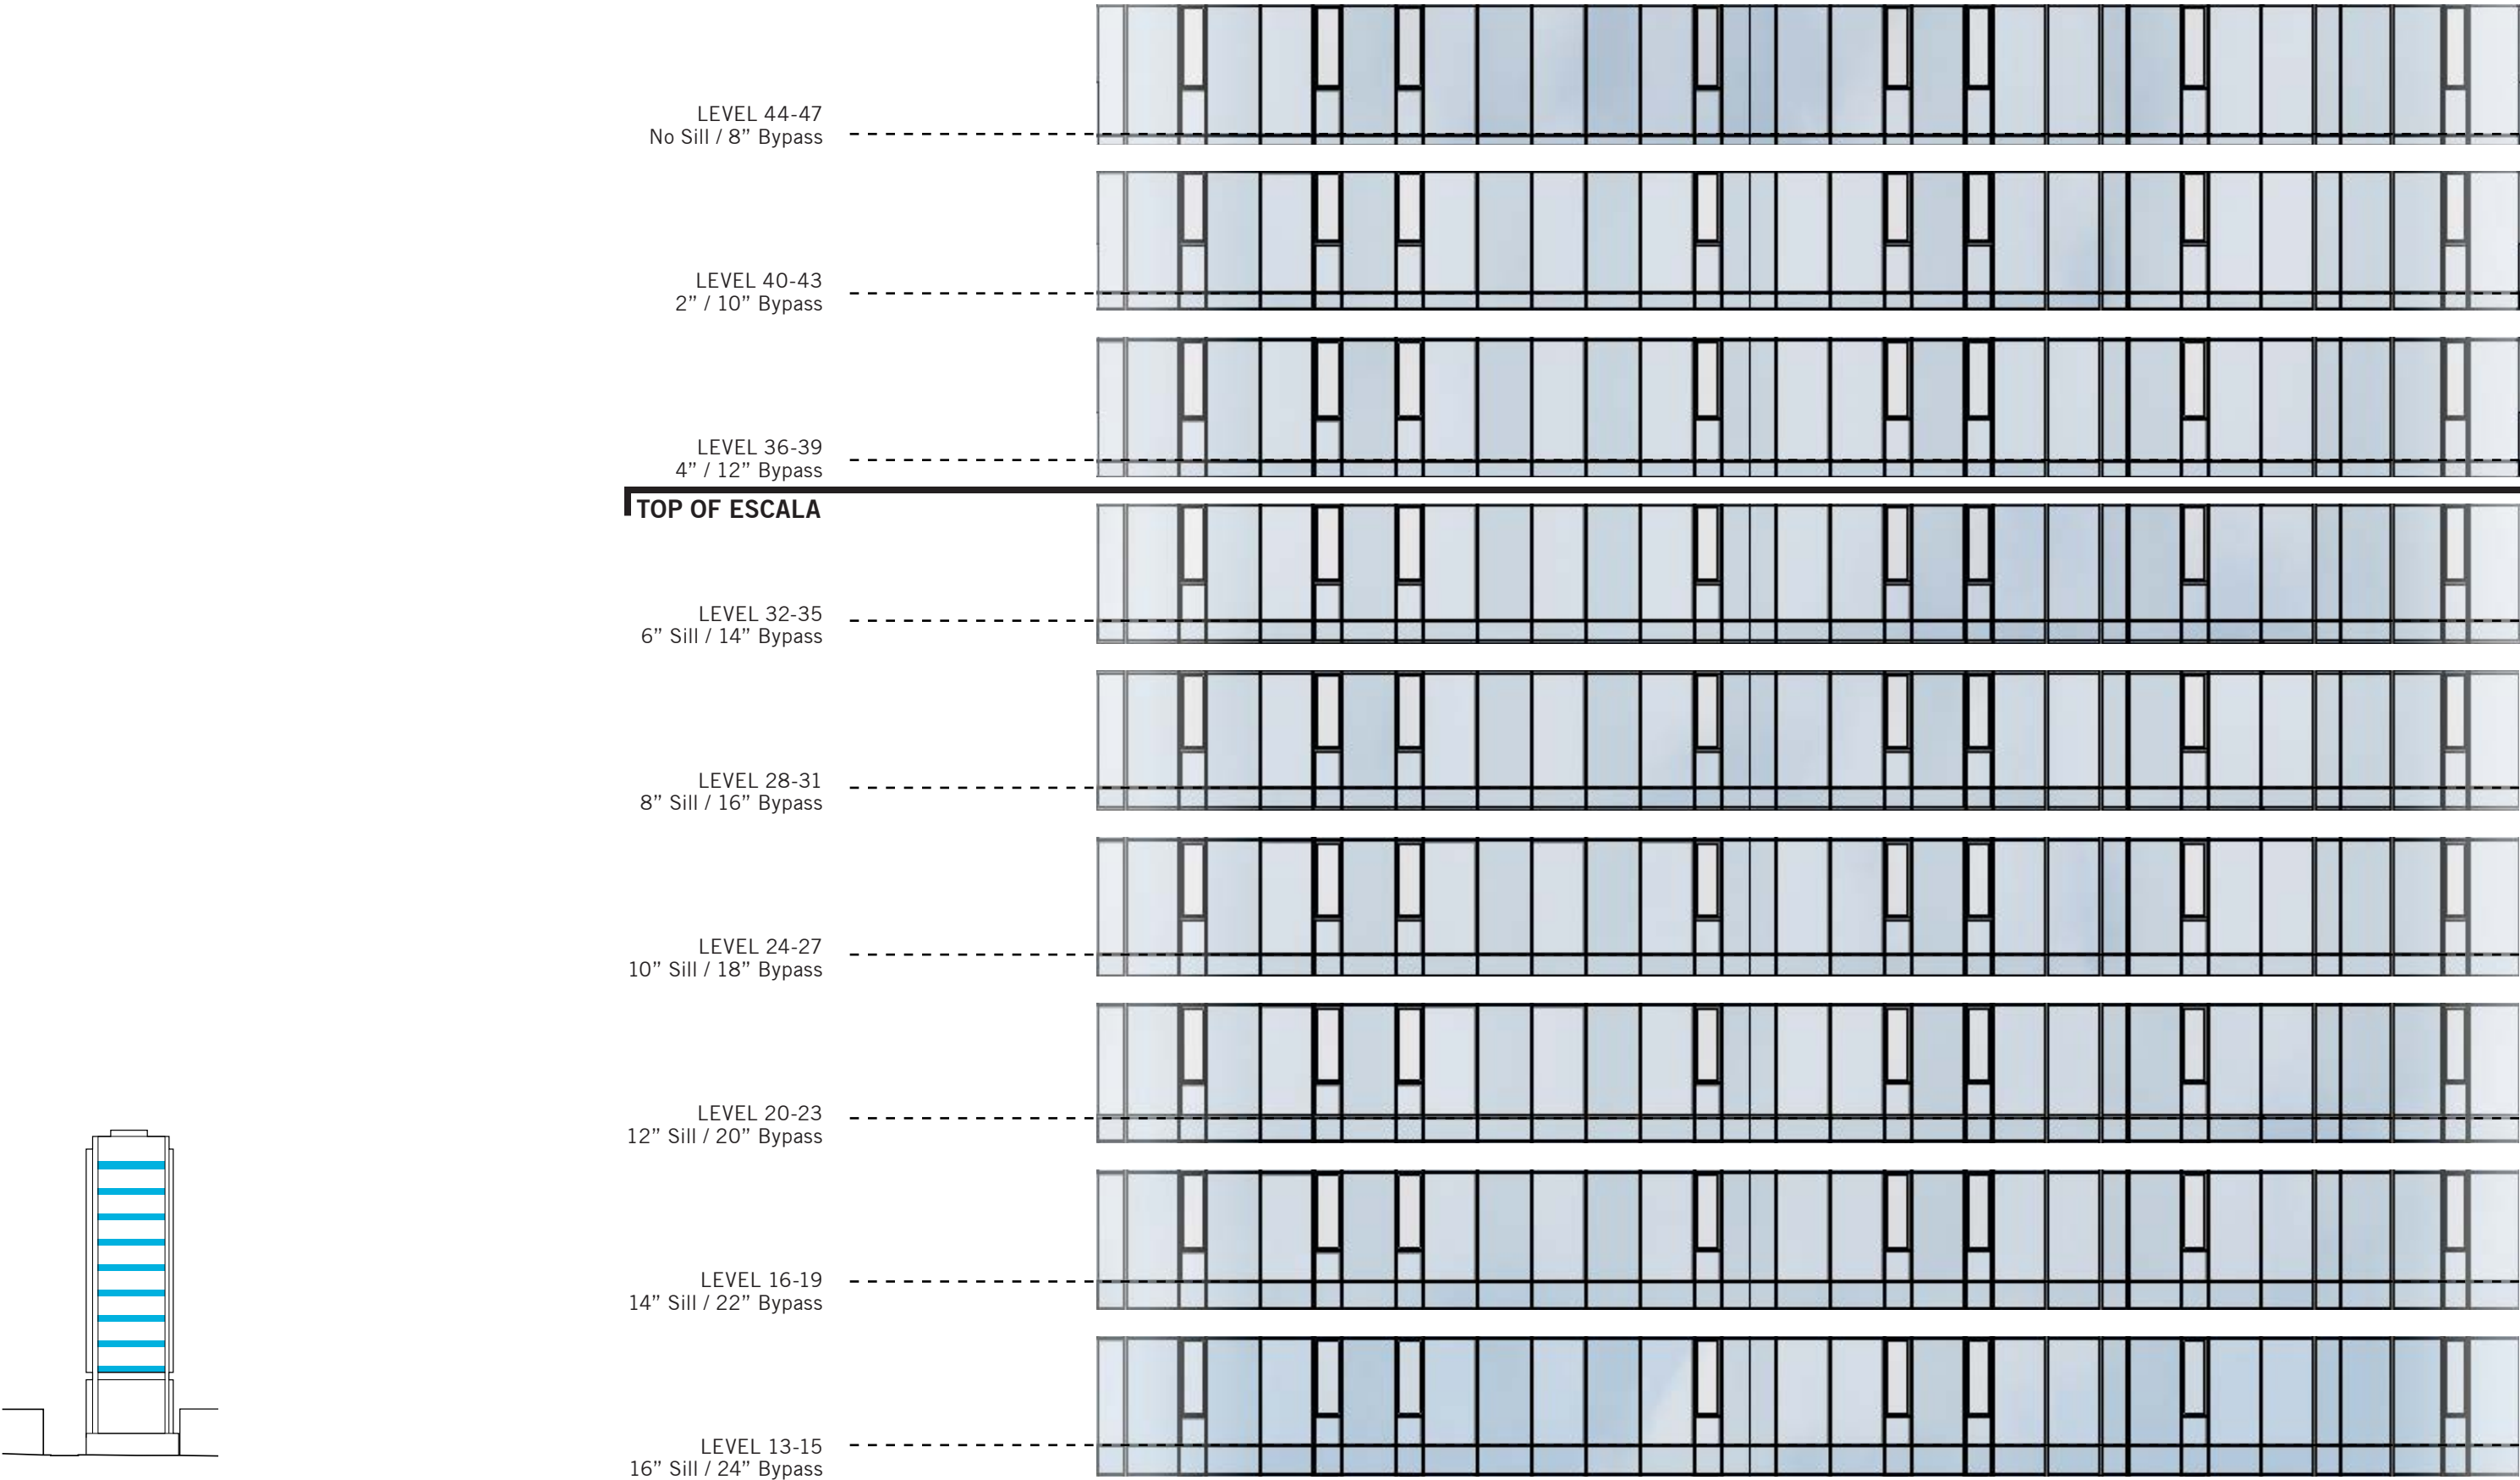 LEVEL 44-47
No Sill / 8” Bypass
LEVEL 40-43
2” / 10” Bypass
LEVEL 36-39
4” / 12” Bypass
TOP OF ESCALA
LEVEL 32-35
6” Sill / 14” Bypass
LEVEL 28-31
8” Sill / 16” Bypass
LEVEL 24-27
10” Sill / 18” Bypass
LEVEL 20-23
12” Sill / 20” Bypass
LEVEL 16-19
14” Sill / 22” Bypass
LEVEL 13-15
16” Sill / 24” Bypass